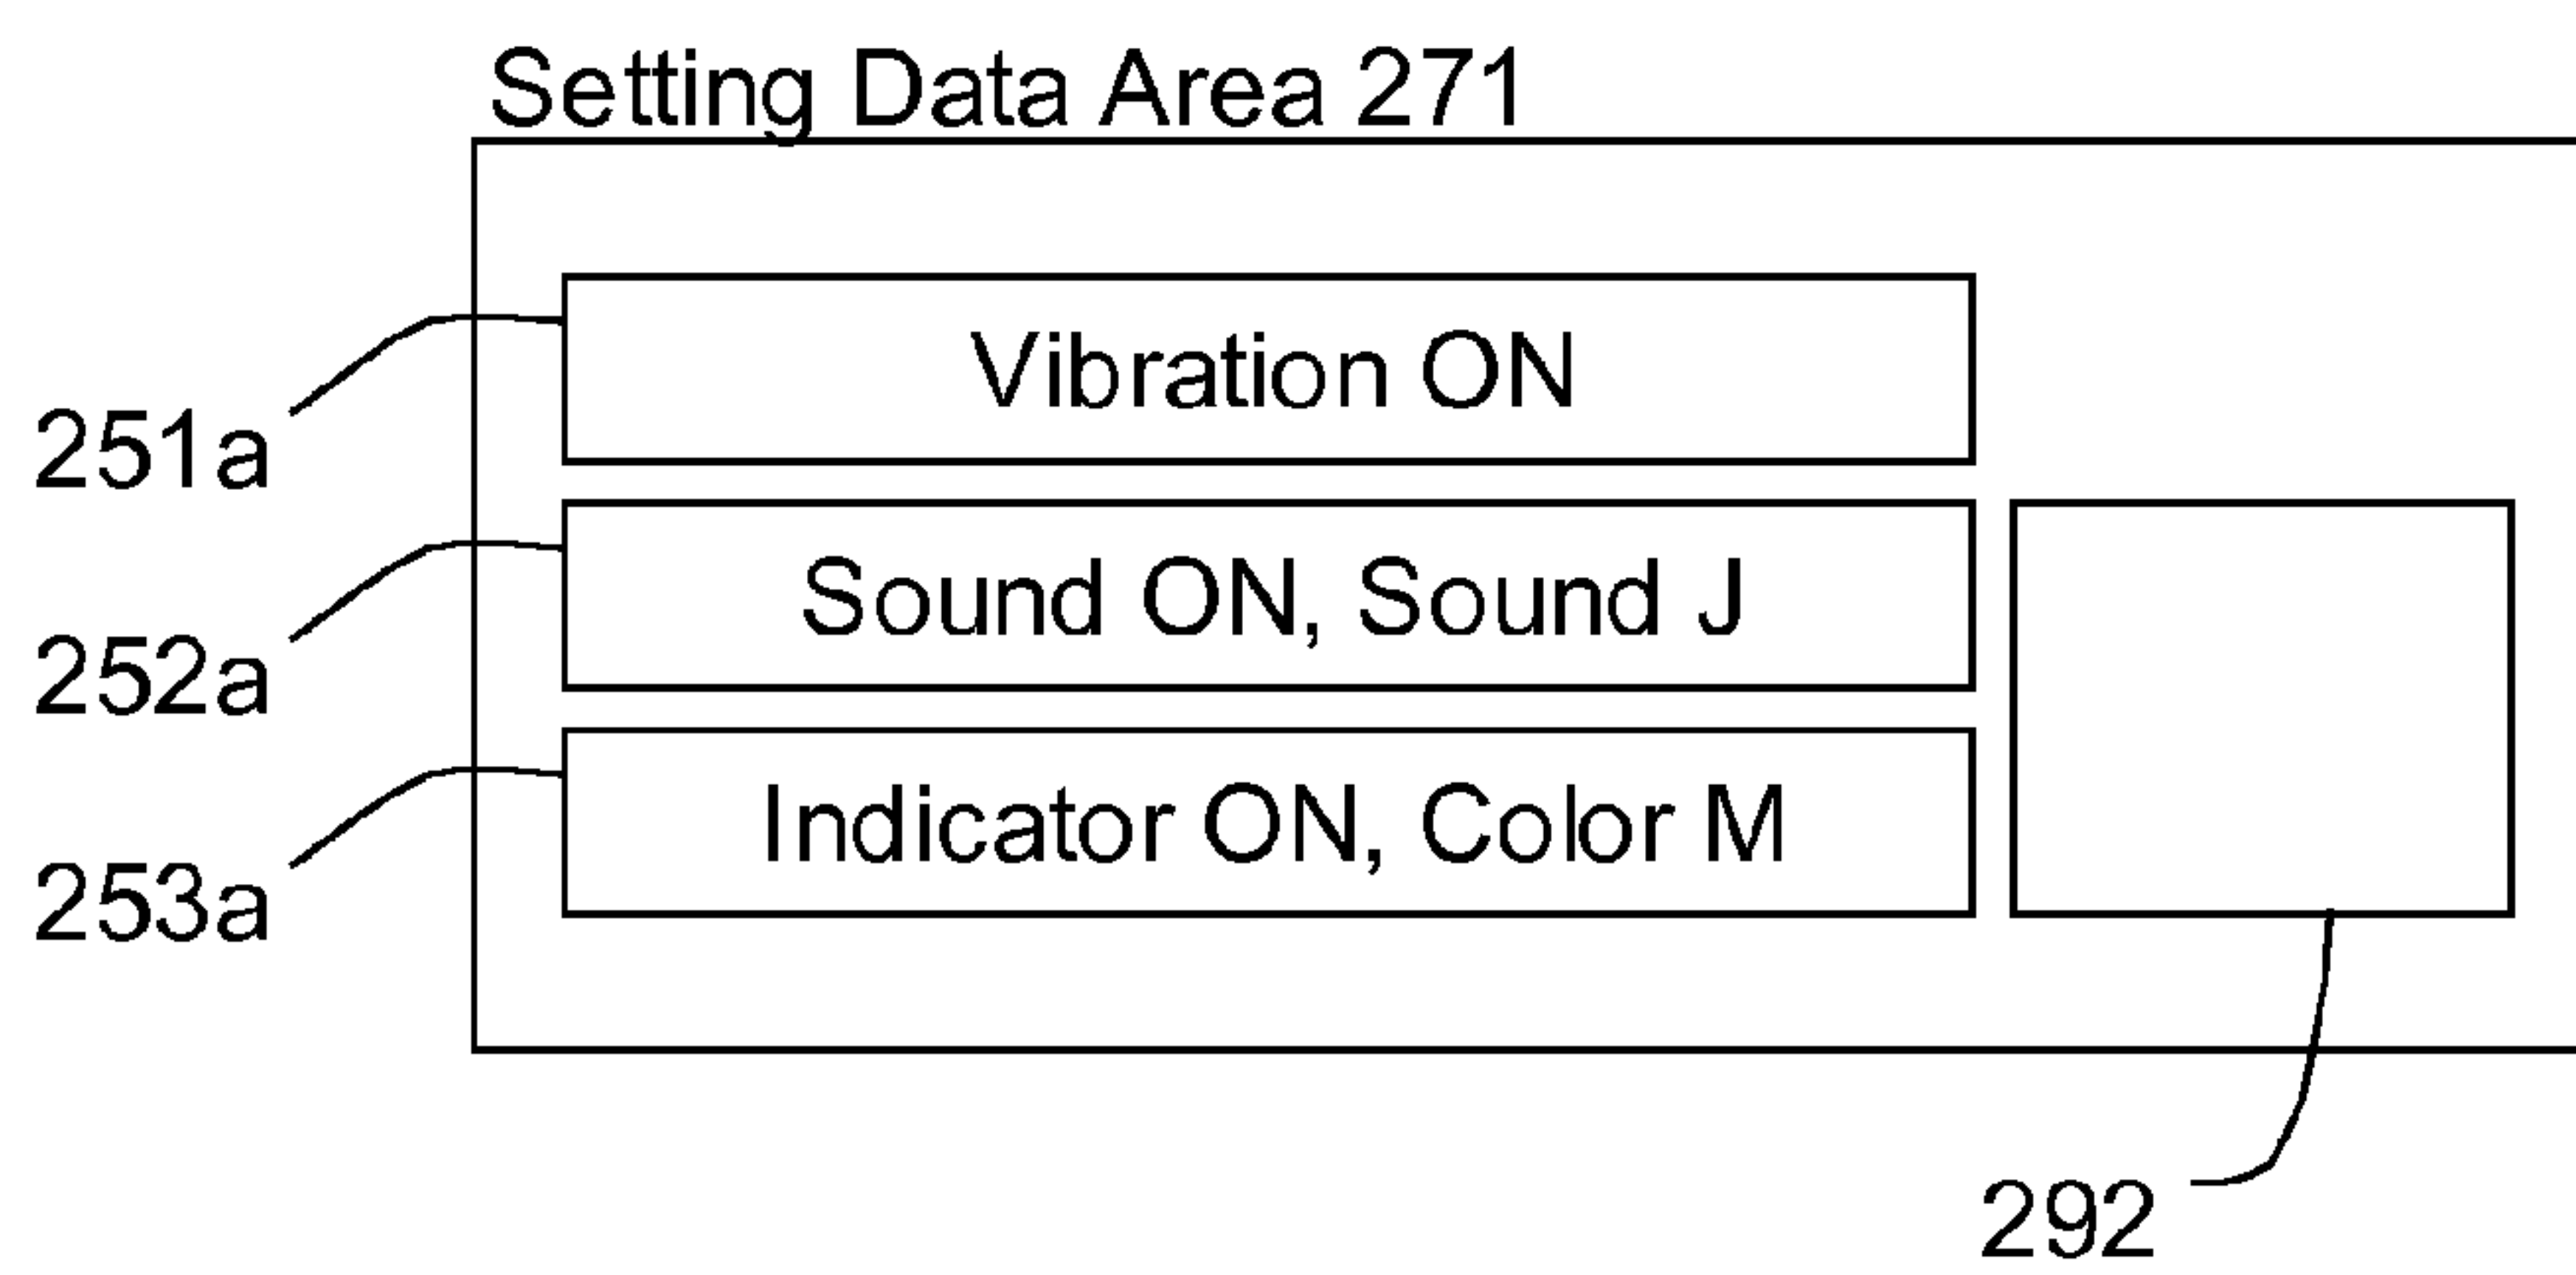 Setting Data Area 271
Vibration ON
251a
Sound ON, Sound J
252a
Indicator ON, Color M
253a
292